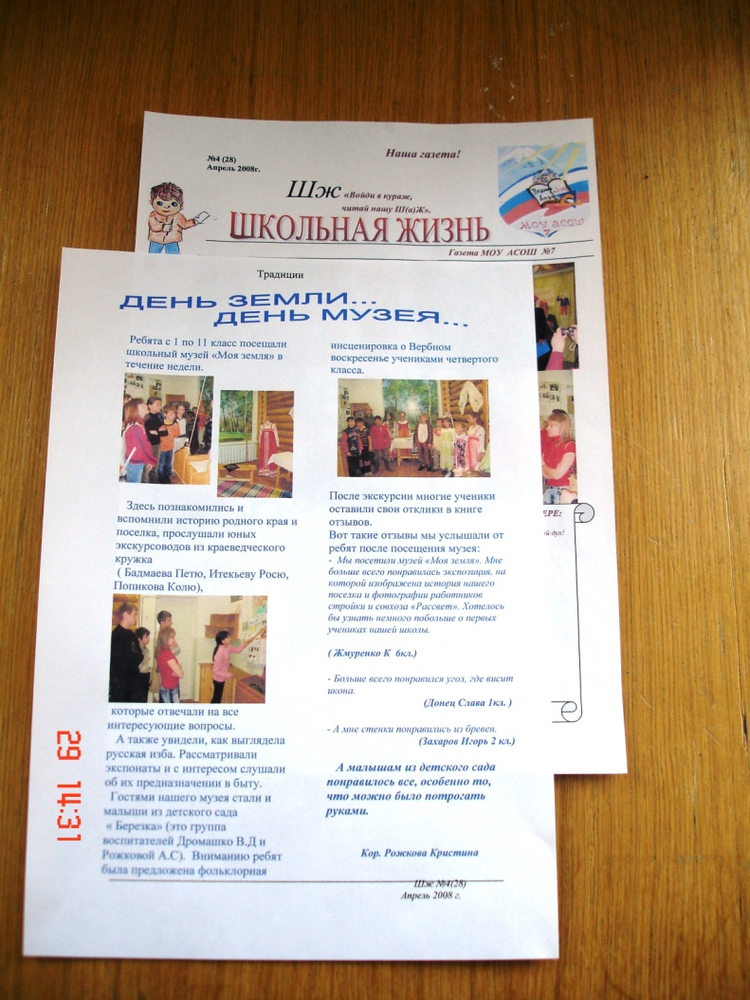 Наша газета!
№4 (28)
Апрель 2008г.
Шж «Войди в кураж,
читай нашу Ш(а)Ж».
ШКОЛЬНАЯ ЖИЗНЬ
МОУ АСОШ
7
Газета МОУ АСОШ №7
Традиции
ДЕНЬ ЗЕМЛИ...
ДЕНЬ МУЗЕЯ...
Ребята с 1 по 11 класс посещали
школьный музей «Моя земля» в
течение недели.
Здесь познакомились и
вспомнили историю родного края и
поселка, прослушали юных
экскурсоводов из краеведческого
кружка
( Бадмаева Петю, Итекьеву Росю,
Попикова Колю),
которые отвечали на все
интересующие вопросы.
А также увидели, как выглядела
русская изба. Рассматривали
экспонаты и с интересом слушали
об их предназначении в быту.
Гостями нашего музея стали и
малыши из детского сада
« Березка» (это группа
воспитателей Дромашко В.Д и
Рожковой А.С). Вниманию ребят
была предложена фольклорная
инсценировка о Вербном
воскресенье учениками четвертого
класса.
После экскурсии многие ученики
оставили свои отклики в книге
отзывов.
Вот такие отзывы мы услышали от
ребят после посещения музея:
- Мы посетили музей «Моя земля». Мне
больше всего понравилась экспозиция, на
которой изображена история нашего
поселка и фотографии работников
стройки и совхоза «Рассвет». Хотелось
бы узнать немного побольше о первых
учениках нашей школы.
( Жмуренко К 6кл.)
- Больше всего понравился угол, где висит
икона.
(Донец Слава 1кл. )
- А мне стенки понравились из бревен.
(Захаров Игорь 2 кл.)
А малышам из детского сада
понравилось все, особенно то,
что можно было потрогать
руками.
Кор. Рожкова Кристина
Шж №4(28)
Апрель 2008 г.
ЕРЕ:
й дух!
29 14:31